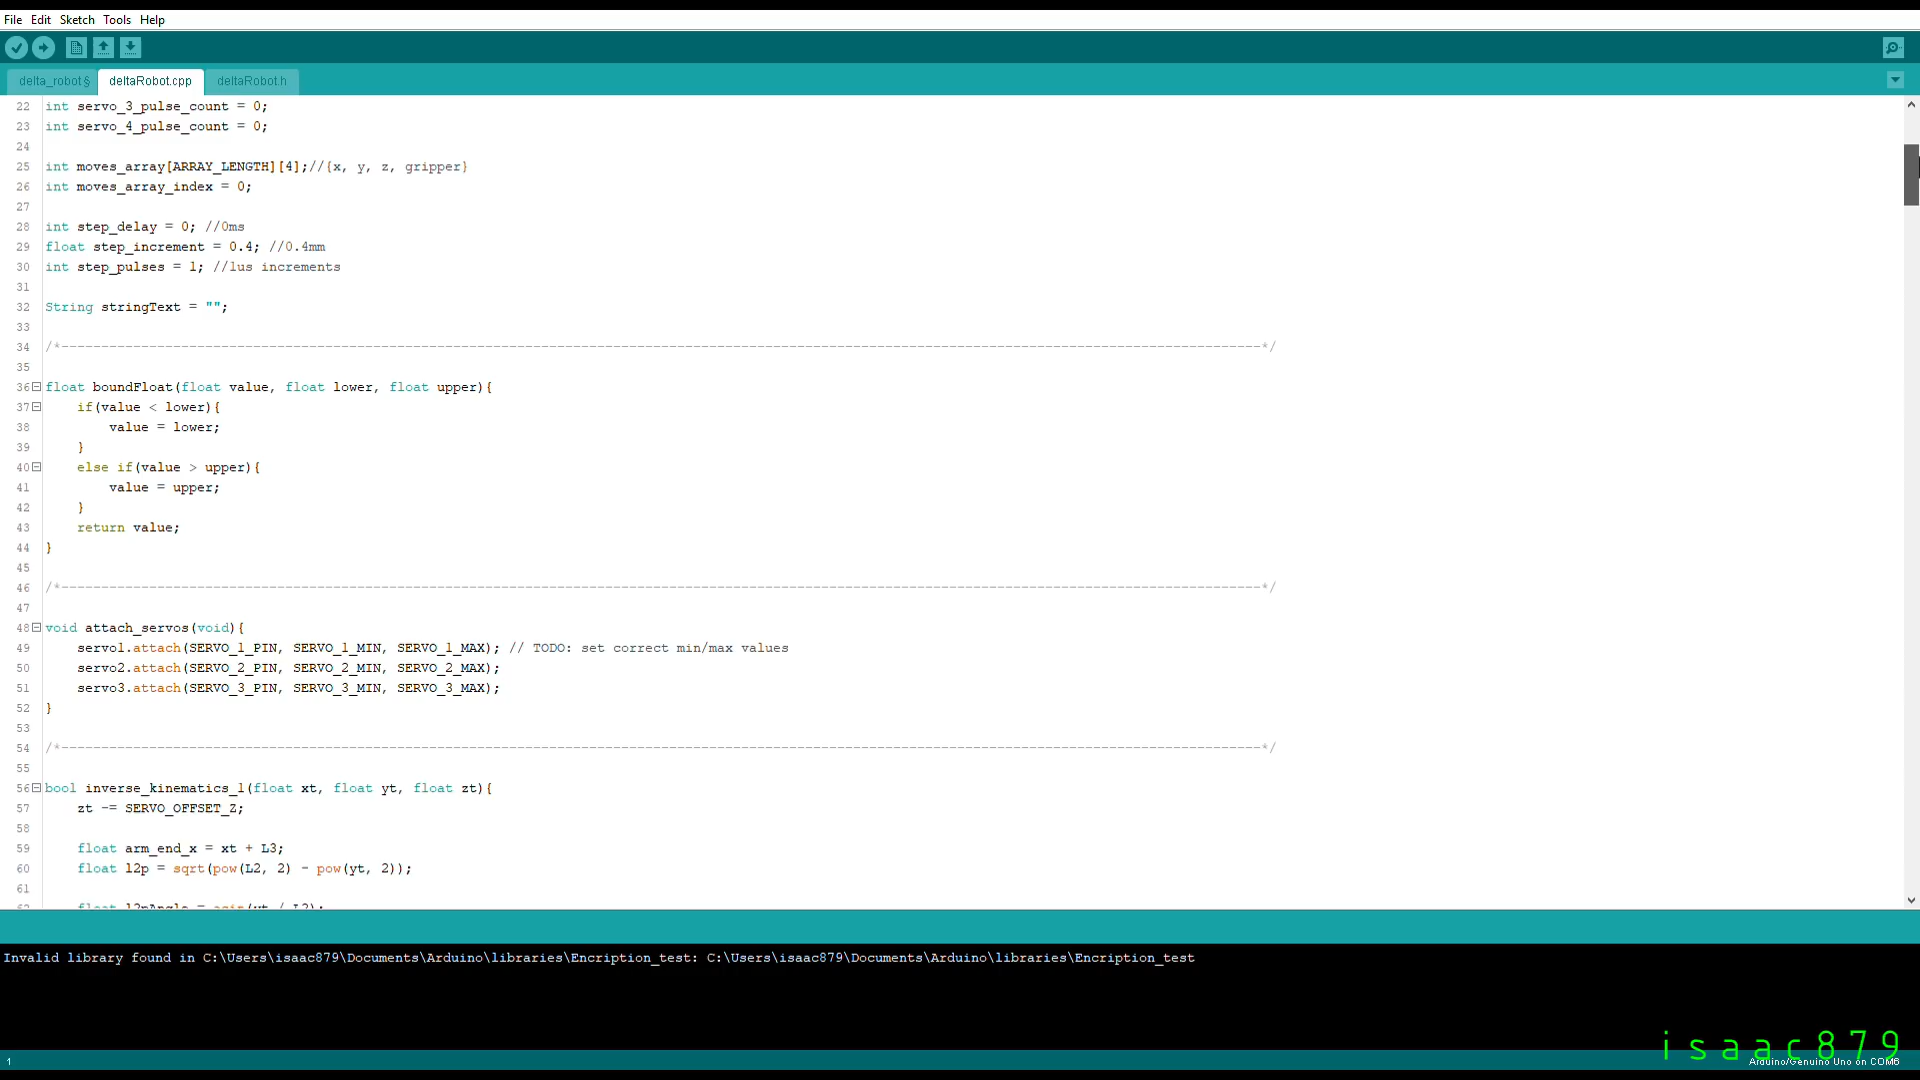 File Edit Sketch Tools Help
delta_robot§ deltaRobot.cpp deltaRobot.h
22 int servo_3_pulse_count = 0;
23 int servo_4_pulse_count = 0;
24
25 int moves_array[ARRAY_LENGTH][4];//{x, y, z, gripper}
26 int moves_array_index = 0;
27
28 int step_delay = 0; //0ms
29 float step_increment = 0.4; //0.4mm
30 int step_pulses = 1; //1us increments
31
32 String stringText = "";
33
34 /*------------------------------------------------------------------------------------------------------------------------------------------------------*/
35
36 float boundFloat(float value, float lower, float upper){
37 if(value < lower){
38 value = lower;
39 }
40 else if(value > upper){
41 value = upper;
42 }
43 return value;
44 }
45
46 /*------------------------------------------------------------------------------------------------------------------------------------------------------*/
47
48 void attach_servos(void){
49 servo1.attach(SERVO_1_PIN, SERVO_1_MIN, SERVO_1_MAX); // TODO: set correct min/max values
50 servo2.attach(SERVO_2_PIN, SERVO_2_MIN, SERVO_2_MAX);
51 servo3.attach(SERVO_3_PIN, SERVO_3_MIN, SERVO_3_MAX);
52 }
53
54 /*------------------------------------------------------------------------------------------------------------------------------------------------------*/
55
56 bool inverse_kinematics_1(float xt, float yt, float zt){
57 zt -= SERVO_OFFSET_Z;
58
59 float arm_end_x = xt + L3;
60 float l2p = sqrt(pow(L2, 2) - pow(yt, 2));
61
62 float l2pAngle = asin(yt / L2);
Invalid library found in C:\Users\isaac879\Documents\Arduino\libraries\Encription_test: C:\Users\isaac879\Documents\Arduino\libraries\Encription_test
isaac879
1 Arduino/Genuino Uno on COM6